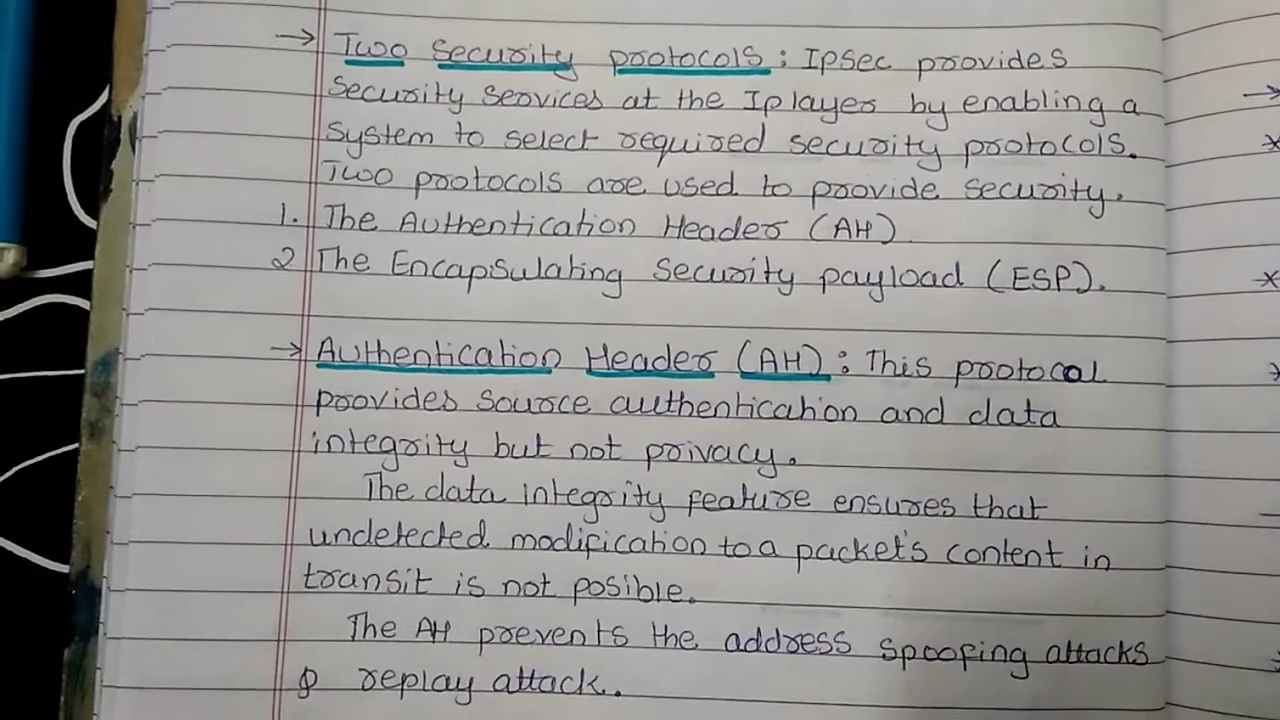 → Two Security protocols : Ipsec provides
Security Services at the Iplayer by enabling a
System to select required security protocols.
Two protocols are used to provide security.
1. The Authentication Header (AH)
2 The Encapsulating Security payload (ESP).
→ Authentication Header (AH) : This protocol
provides source authentication and data
integrity but not privacy.
The data integrity feature ensures that
undetected modification to a packet's content in
transit is not posible.
The AH prevents the address spoofing attacks
& replay attack.